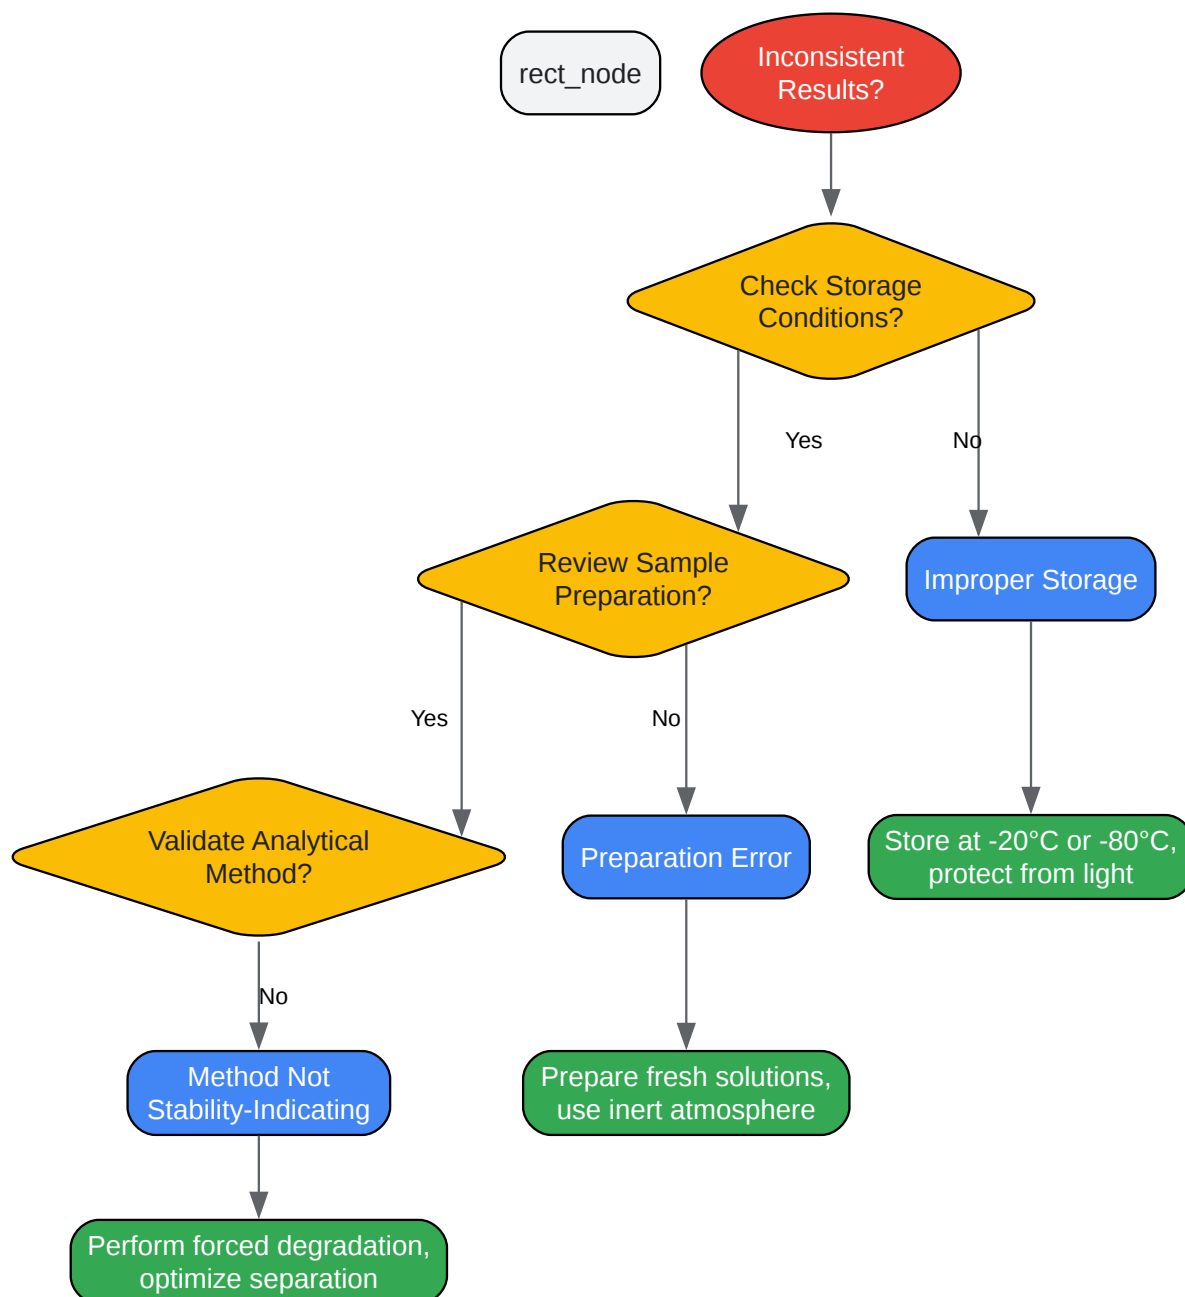 rect_node
Inconsistent
Results?
Check Storage
Conditions?
Yes
No
Review Sample
Preparation?
Improper Storage
Yes
No
Validate Analytical
Method?
Preparation Error
Store at -20°C or -80°C,
protect from light
No
Method Not
Stability-Indicating
Prepare fresh solutions,
use inert atmosphere
Perform forced degradation,
optimize separation